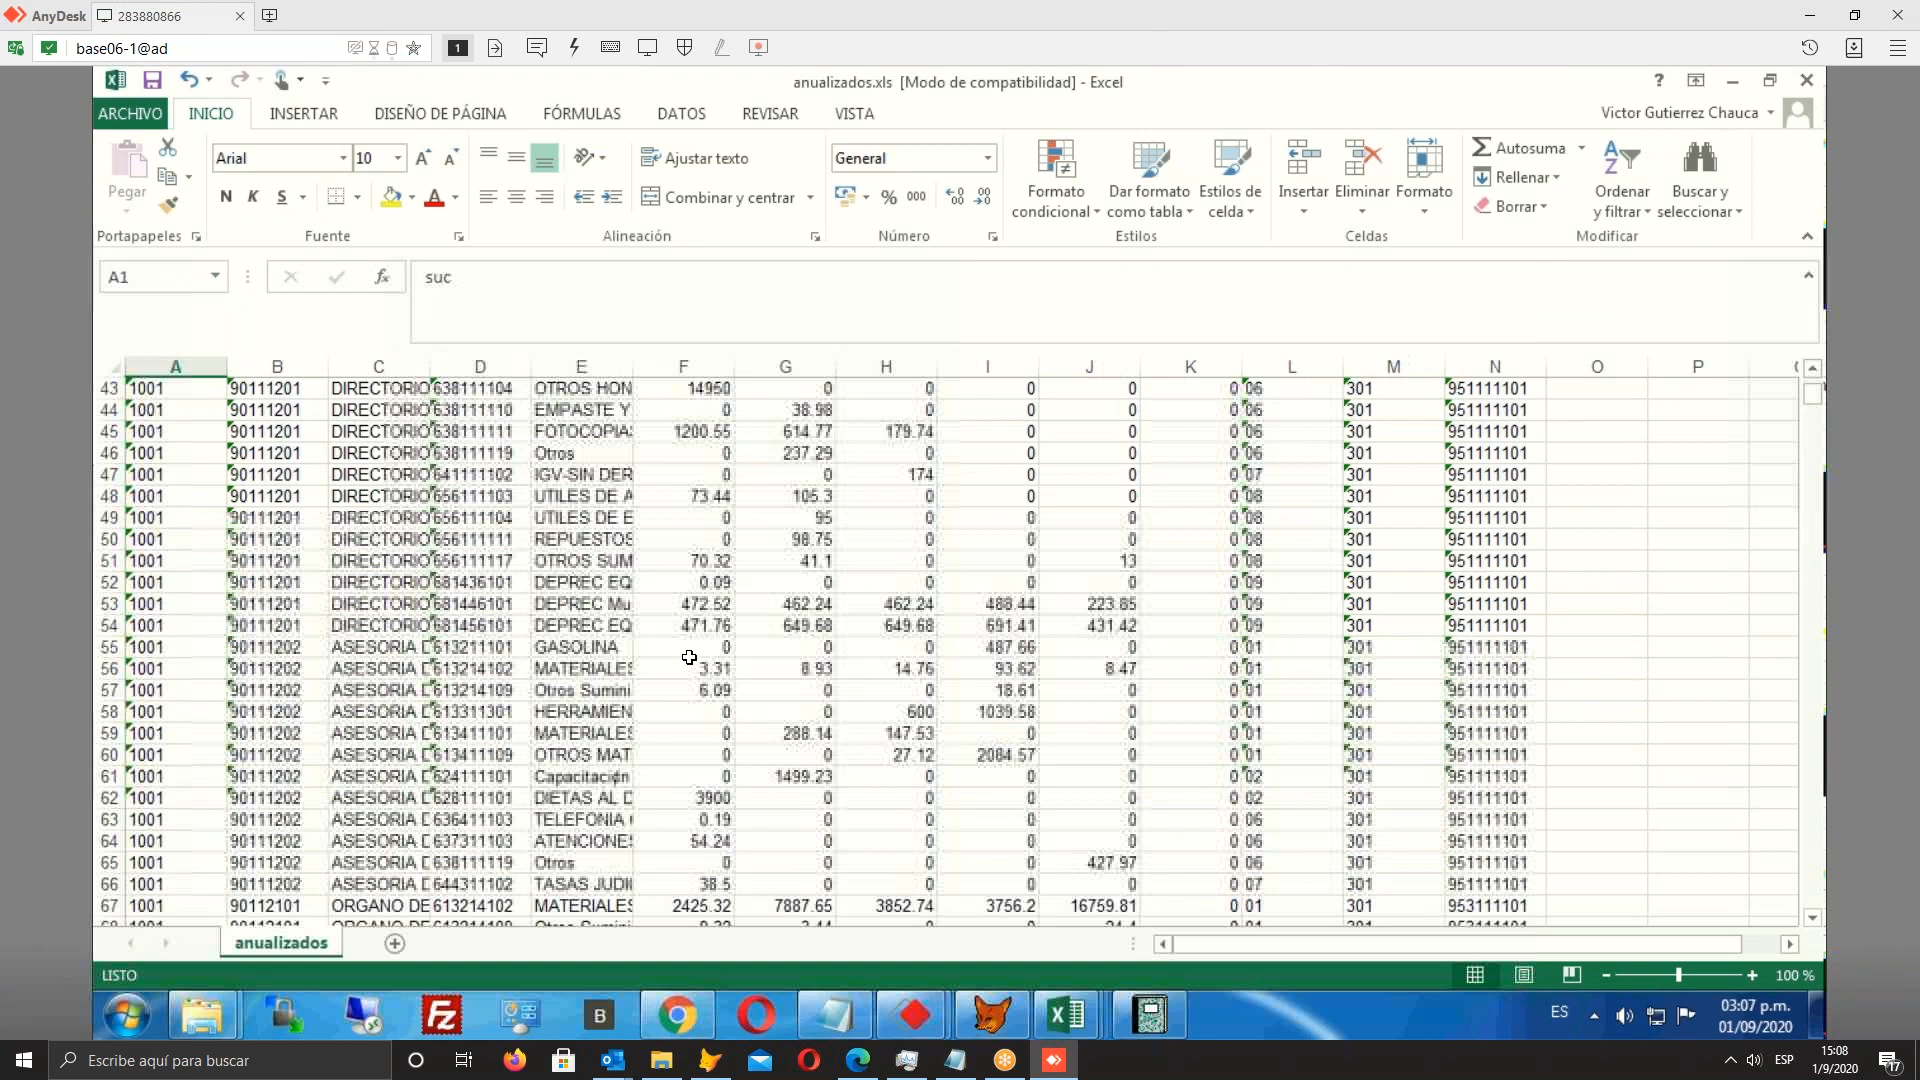 AnyDesk 283880866
base06-1@ad 1
anualizados.xls [Modo de compatibilidad] - Excel
ARCHIVO INICIO INSERTAR DISEÑO DE PÁGINA FÓRMULAS DATOS REVISAR VISTA Victor Gutierrez Chauca
Pegar Arial 10 Ajustar texto General Formato condicional Dar formato como tabla Estilos de celda Insertar Eliminar Formato Autosuma Ordenar y filtrar Buscar y seleccionar
N K S Combinar y centrar % 000 Rellenar
Borrar
Portapapeles Fuente Alineación Número Estilos Celdas Modificar
A1 fx suc
A B C D E F G H I J K L M N O P
43 1001 90111201 DIRECTORIO 638111104 OTROS HON 14950 0 0 0 0 0 06 301 951111101
44 1001 90111201 DIRECTORIO 638111110 EMPASTE Y 0 38.98 0 0 0 0 06 301 951111101
45 1001 90111201 DIRECTORIO 638111111 FOTOCOPIAS 1200.55 614.77 179.74 0 0 0 06 301 951111101
46 1001 90111201 DIRECTORIO 638111119 Otros 0 237.29 0 0 0 0 06 301 951111101
47 1001 90111201 DIRECTORIO 641111102 IGV-SIN DER 0 0 174 0 0 0 07 301 951111101
48 1001 90111201 DIRECTORIO 656111103 UTILES DE A 73.44 105.3 0 0 0 0 08 301 951111101
49 1001 90111201 DIRECTORIO 656111104 UTILES DE E 0 95 0 0 0 0 08 301 951111101
50 1001 90111201 DIRECTORIO 656111111 REPUESTOS 0 98.75 0 0 0 0 08 301 951111101
51 1001 90111201 DIRECTORIO 656111117 OTROS SUM 70.32 41.1 0 0 13 0 08 301 951111101
52 1001 90111201 DIRECTORIO 681436101 DEPREC EQ 0.09 0 0 0 0 0 09 301 951111101
53 1001 90111201 DIRECTORIO 681446101 DEPREC Mu 472.52 462.24 462.24 488.44 223.85 0 09 301 951111101
54 1001 90111201 DIRECTORIO 681456101 DEPREC EQ 471.76 649.68 649.68 691.41 431.42 0 09 301 951111101
55 1001 90111202 ASESORIA D 613211101 GASOLINA 0 0 0 487.66 0 0 01 301 951111101
56 1001 90111202 ASESORIA D 613214102 MATERIALES 3.31 8.93 14.76 93.62 8.47 0 01 301 951111101
57 1001 90111202 ASESORIA D 613214109 Otros Sumini 6.09 0 0 18.61 0 0 01 301 951111101
58 1001 90111202 ASESORIA D 613311301 HERRAMIEN 0 0 600 1039.58 0 0 01 301 951111101
59 1001 90111202 ASESORIA D 613411101 MATERIALES 0 288.14 147.53 0 0 0 01 301 951111101
60 1001 90111202 ASESORIA D 613411109 OTROS MAT 0 0 27.12 2084.57 0 0 01 301 951111101
61 1001 90111202 ASESORIA D 624111101 Capacitación 0 1499.23 0 0 0 0 02 301 951111101
62 1001 90111202 ASESORIA D 628111101 DIETAS AL D 3900 0 0 0 0 0 02 301 951111101
63 1001 90111202 ASESORIA D 636411103 TELEFONIA 0.19 0 0 0 0 0 06 301 951111101
64 1001 90111202 ASESORIA D 637311103 ATENCIONES 54.24 0 0 0 0 0 06 301 951111101
65 1001 90111202 ASESORIA D 638111119 Otros 0 0 0 0 427.97 0 06 301 951111101
66 1001 90111202 ASESORIA D 644311102 TASAS JUDI 38.5 0 0 0 0 0 07 301 951111101
67 1001 90112101 ORGANO DE 613214102 MATERIALES 2425.32 7887.65 3852.74 3756.2 16759.81 0 01 301 953111101
anualizados
LISTO 100 %
ES 03:07 p.m.
01/09/2020
Escribe aquí para buscar ESP 15:08
1/9/2020 17